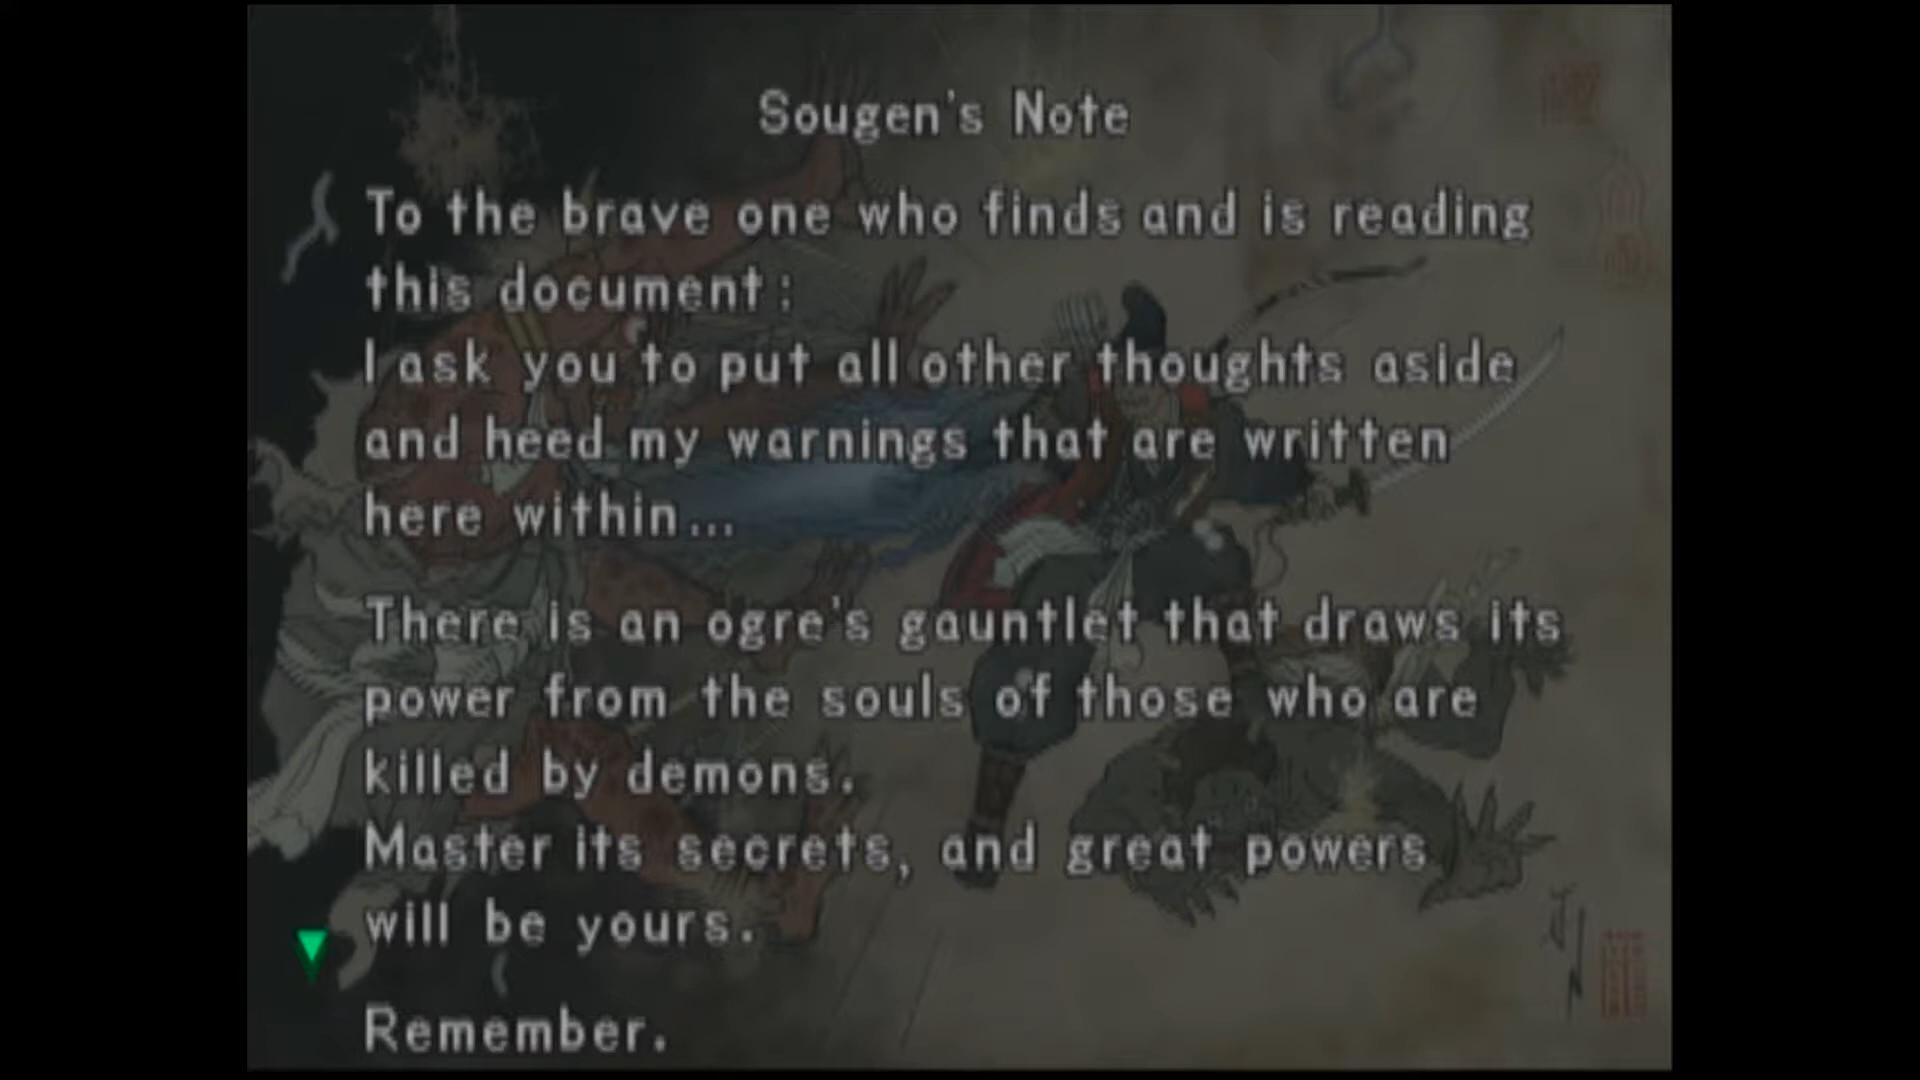 Sougen's Note
To the brave one who finds and is reading
this document:
I ask you to put all other thoughts aside
and heed my warnings that are written
here within...
There is an ogre's gauntlet that draws its
power from the souls of those who are
killed by demons.
Master its secrets, and great powers
will be yours.
Remember.